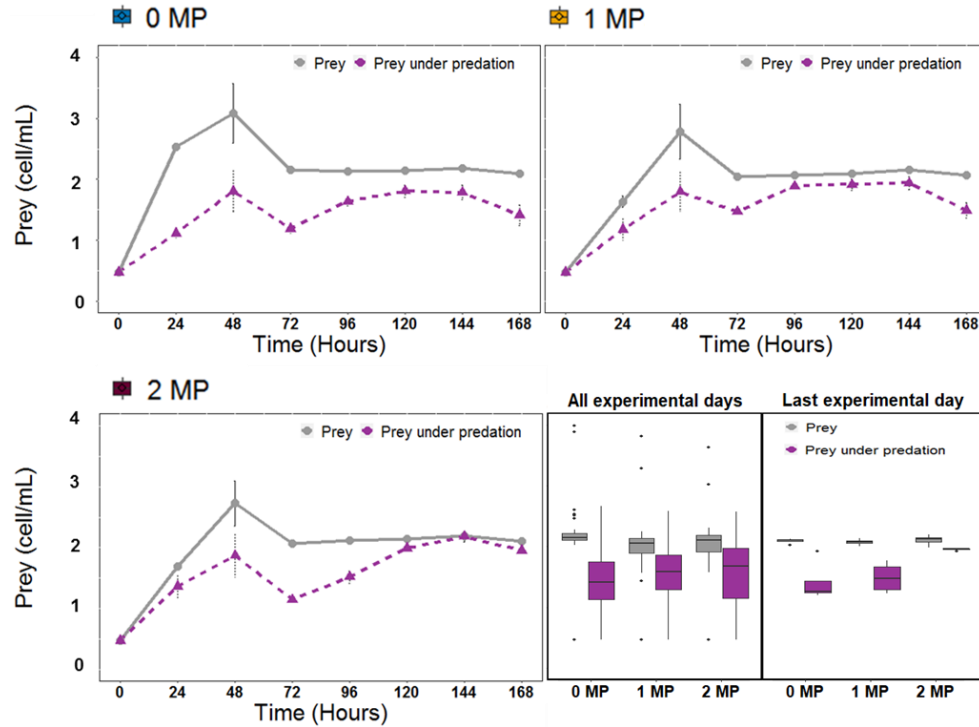 0 MP
1 MP
4
3
2
1
0
Prey (cell/mL)
Prey
Prey under predation
0 24 48 72 96 120 144 168
Time (Hours)
Prey
Prey under predation
0 24 48 72 96 120 144 168
Time (Hours)
2 MP
4
3
2
1
0
Prey (cell/mL)
Prey
Prey under predation
0 24 48 72 96 120 144 168
Time (Hours)
All experimental days
0 MP 1 MP 2 MP
Last experimental day
Prey
Prey under predation
0 MP 1 MP 2 MP